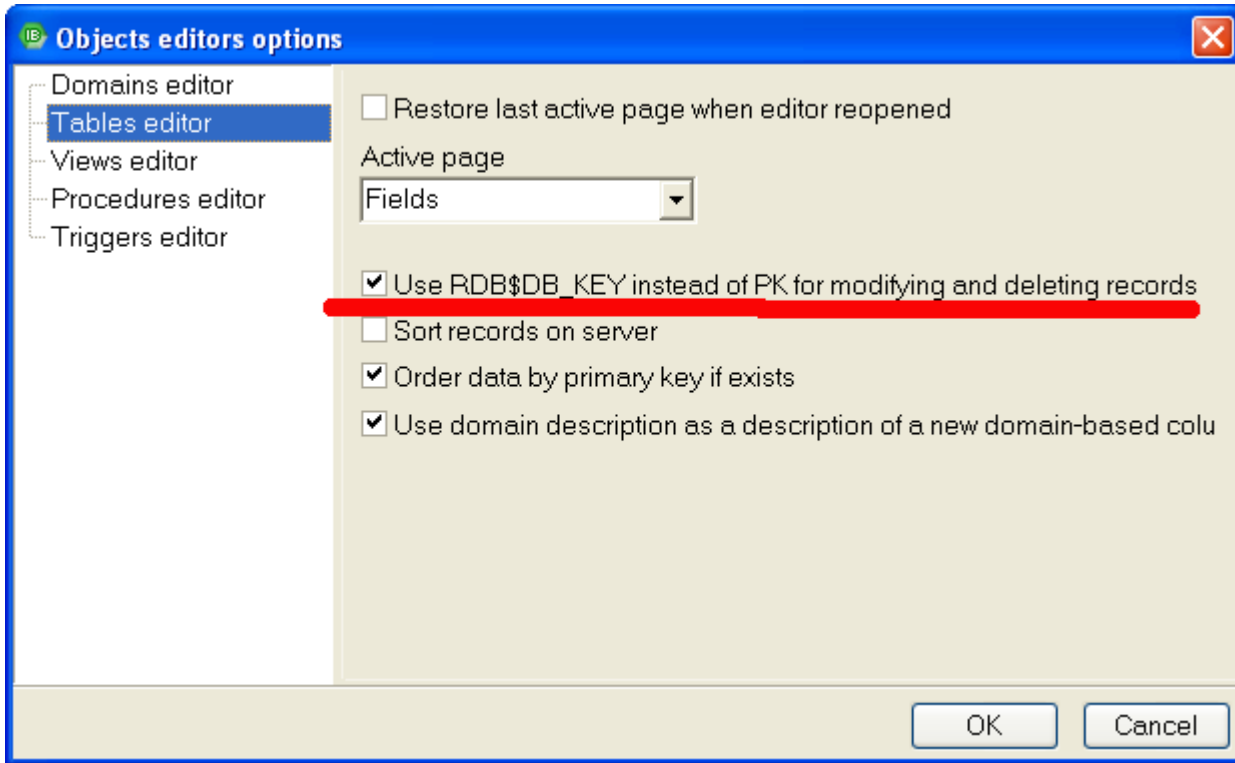 IB
Objects editors options
Domains editor
Tables editor
Views editor
Procedures editor
Triggers editor
Restore last active page when editor reopened
Active page
Fields
Use RDB$DB_KEY instead of PK for modifying and deleting records
Sort records on server
Order data by primary key if exists
Use domain description as a description of a new domain-based colu
OK
Cancel